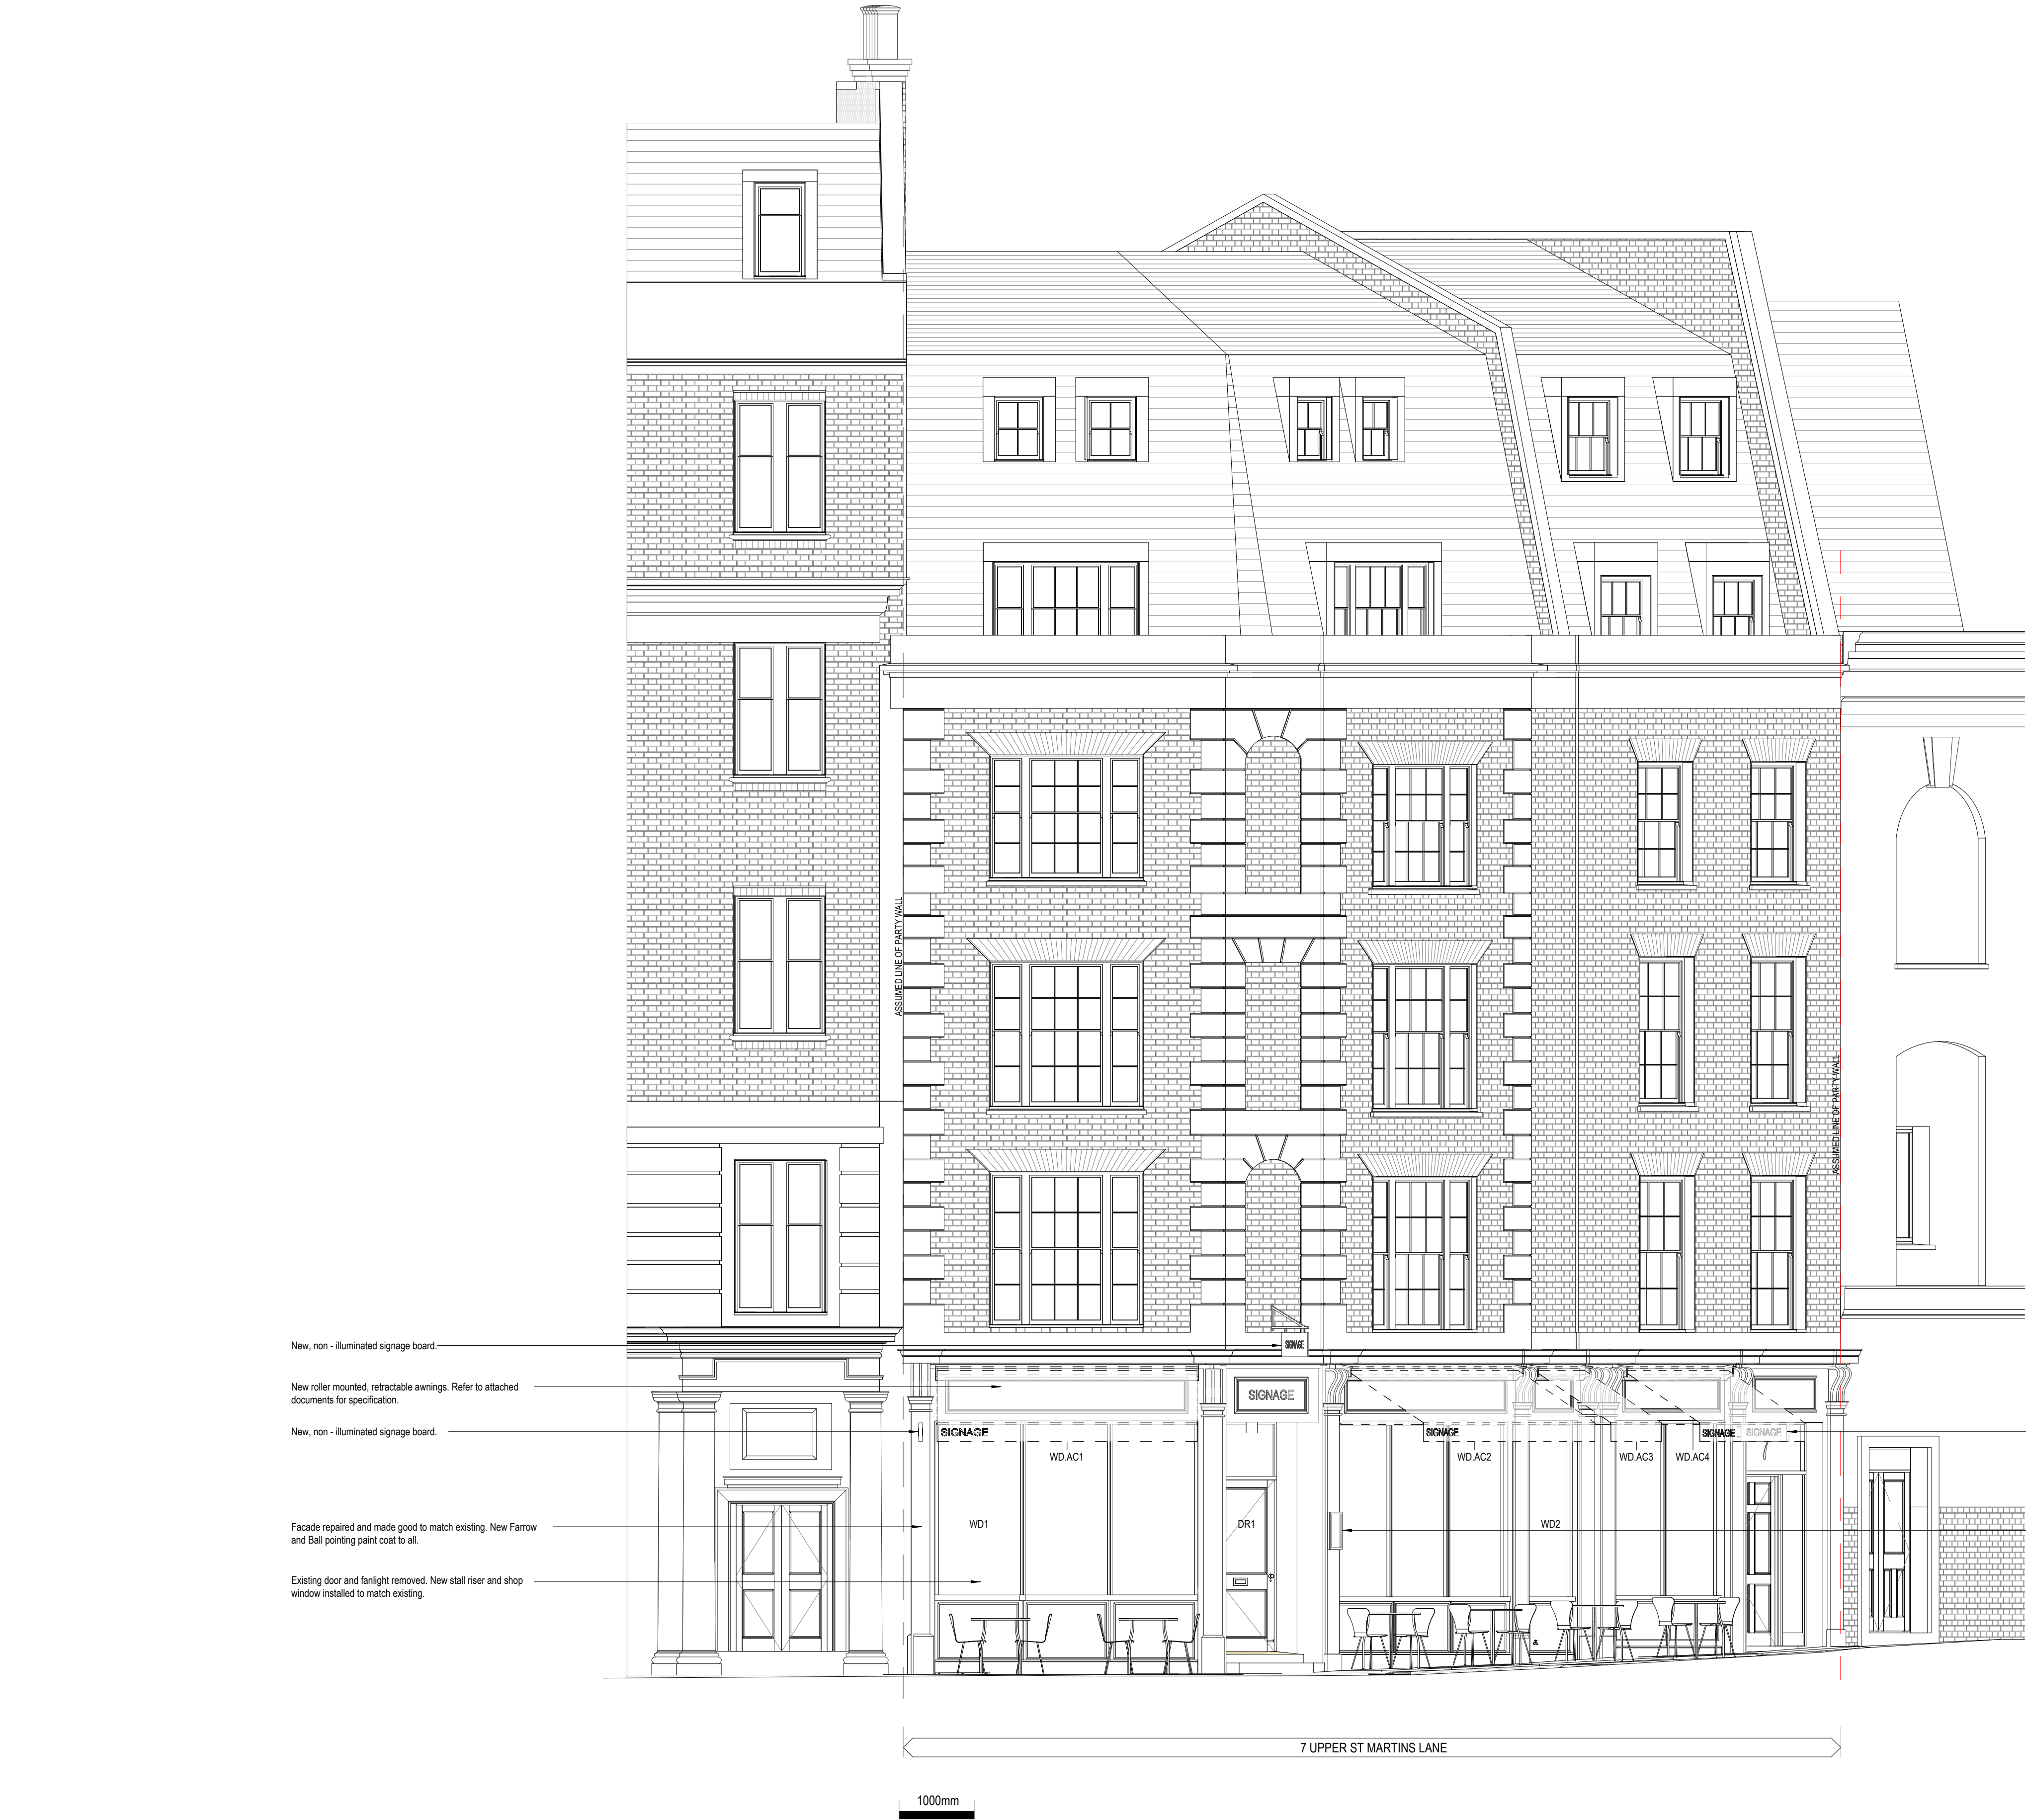 ASSUMED LINE OF PARTY WALL
ASSUMED LINE OF PARTY WALL
New, non - illuminated signage board.
SIGNAGE
New roller mounted, retractable awnings. Refer to attached
documents for specification.
SIGNAGE
New, non - illuminated signage board.
SIGNAGE
SIGNAGE
SIGNAGE
SIGNAGE
WD.AC1
WD.AC2
WD.AC3
WD.AC4
WD1
DR1
WD2
Facade repaired and made good to match existing. New Farrow
and Ball pointing paint coat to all.
Existing door and fanlight removed. New stall riser and shop
window installed to match existing.
7 UPPER ST MARTINS LANE
1000mm